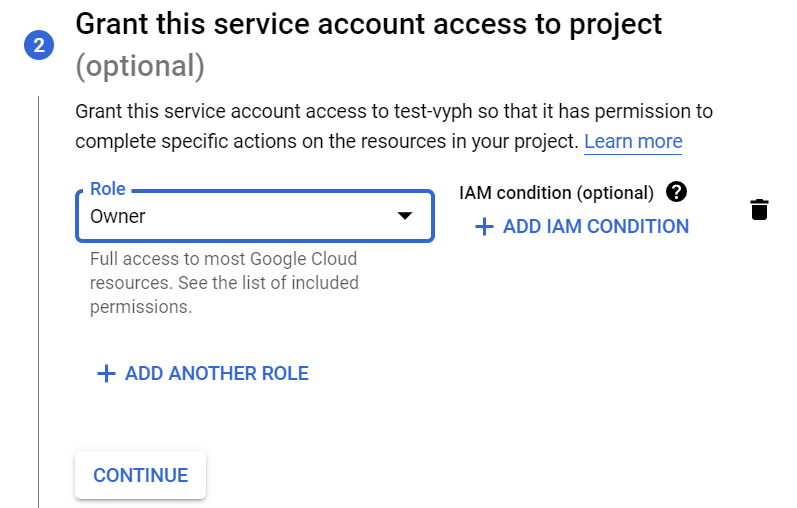 2
Grant this service account access to project
(optional)
Grant this service account access to test-vyph so that it has permission to
complete specific actions on the resources in your project. Learn more
Role
Owner
IAM condition (optional) ?
+ ADD IAM CONDITION
Full access to most Google Cloud
resources. See the list of included
permissions.
+ ADD ANOTHER ROLE
CONTINUE